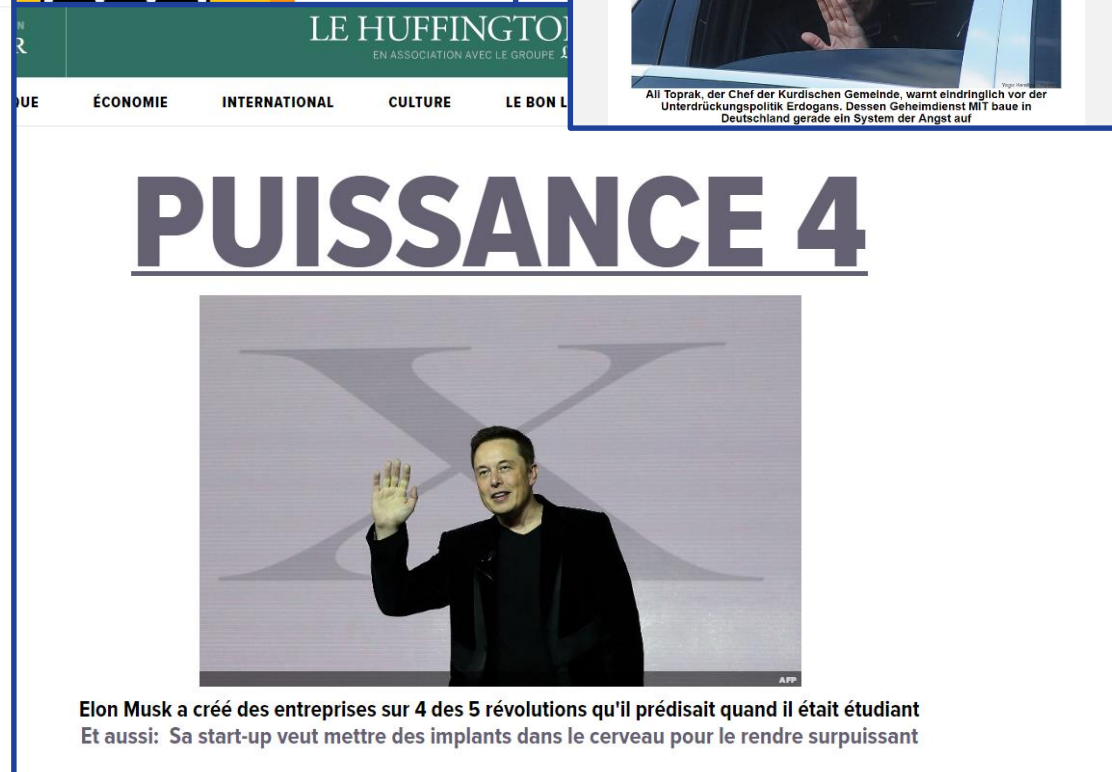 LE HUFFINGTO
EN ASSOCIATION AVEC LE GROUPE
ÉCONOMIE INTERNATIONAL CULTURE LE BON L
Ali Toprak, der Chef der Kurdischen Gemeinde, warnt eindringlich vor der
Unterdrückungspolitik Erdogans. Dessen Geheimdienst MIT baue in
Deutschland gerade ein System der Angst auf
PUISSANCE 4
AFP
Elon Musk a créé des entreprises sur 4 des 5 révolutions qu'il prédisait quand il était étudiant
Et aussi: Sa start-up veut mettre des implants dans le cerveau pour le rendre surpuissant